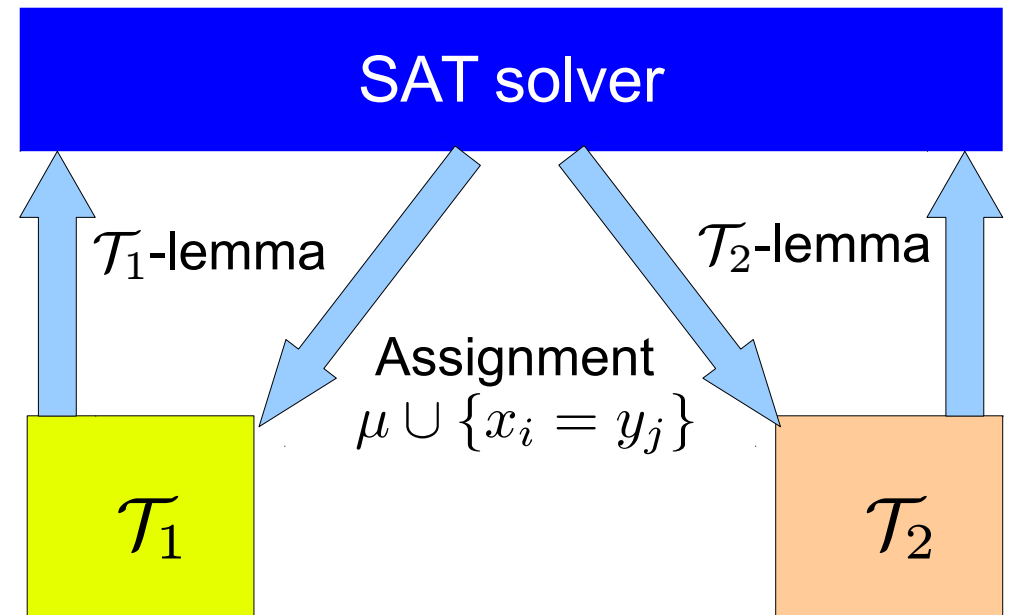 SAT solver
𝒯₁-lemma
𝒯₂-lemma
Assignment
μ ∪ {xᵢ = yⱼ}
𝒯₁
𝒯₂